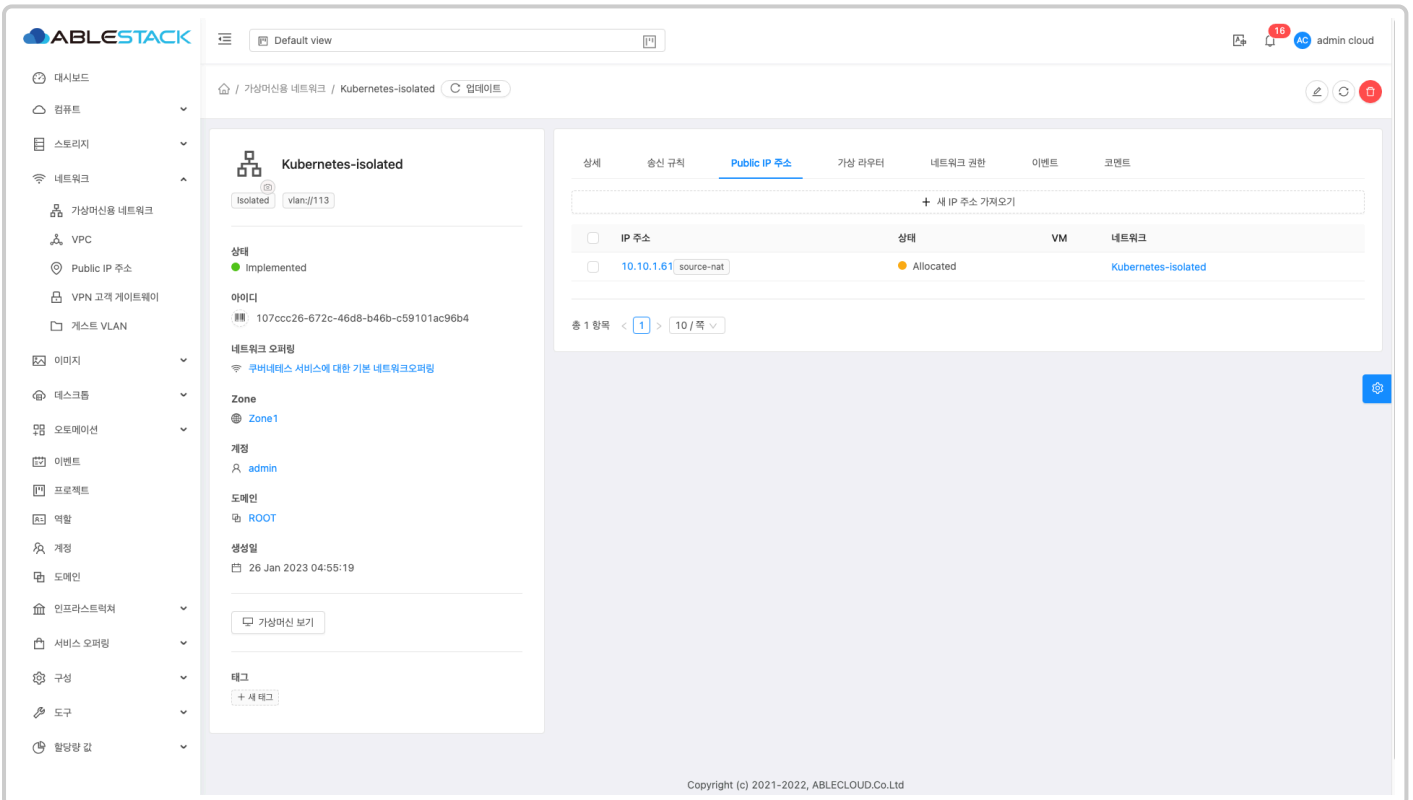 ABLESTACK
Default view
16
AC
admin cloud
대시보드
컴퓨트
스토리지
네트워크
가상머신용 네트워크
VPC
Public IP 주소
VPN 고객 게이트웨이
게스트 VLAN
이미지
데스크톱
오토메이션
이벤트
프로젝트
역할
계정
도메인
인프라스트럭쳐
서비스 오퍼링
구성
도구
할당량 값
/ 가상머신용 네트워크 / Kubernetes-isolated 업데이트
Kubernetes-isolated
Isolated vlan://113
상태
Implemented
아이디
107ccc26-672c-46d8-b46b-c59101ac96b4
네트워크 오퍼링
쿠버네테스 서비스에 대한 기본 네트워크오퍼링
Zone
Zone1
계정
admin
도메인
ROOT
생성일
26 Jan 2023 04:55:19
가상머신 보기
태그
+ 새 태그
상세 송신 규칙 Public IP 주소 가상 라우터 네트워크 권한 이벤트 코멘트
+ 새 IP 주소 가져오기
IP 주소 상태 VM 네트워크
10.10.1.61 source-nat Allocated Kubernetes-isolated
총 1 항목 < 1 > 10 / 쪽
Copyright (c) 2021-2022, ABLECLOUD.Co.Ltd